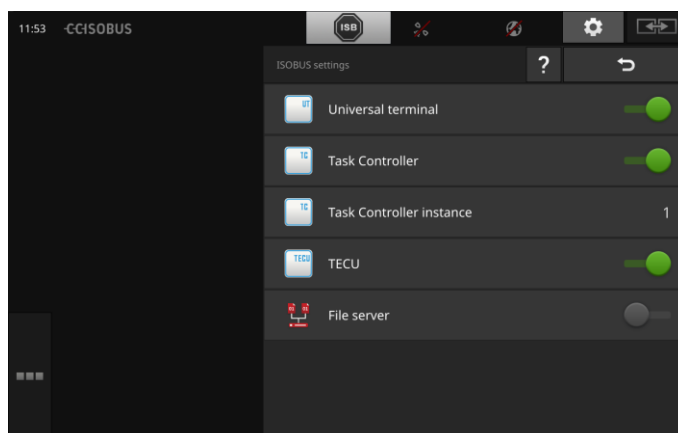 11:53 CCISOBUS ISB
ISOBUS settings ?
UT Universal terminal
TC Task Controller
TC Task Controller instance 1
TECU TECU
File server